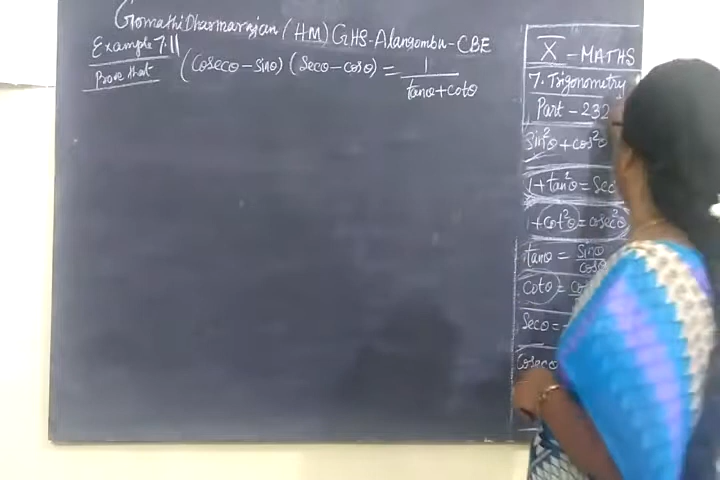 Gomathi Dharmarajan (HM) GHS-Alangombu-CBE
Example 7.11
Prove that (cosecθ-sinθ) (secθ-cosθ) = 1/(tanθ+cotθ)
X - MATHS
7. Trigonometry
Part - 232
sin²θ+cos²θ
1+tan²θ = sec
1+cot²θ = cosec²θ
tanθ = sinθ/cosθ
cotθ =
secθ =
cosecθ